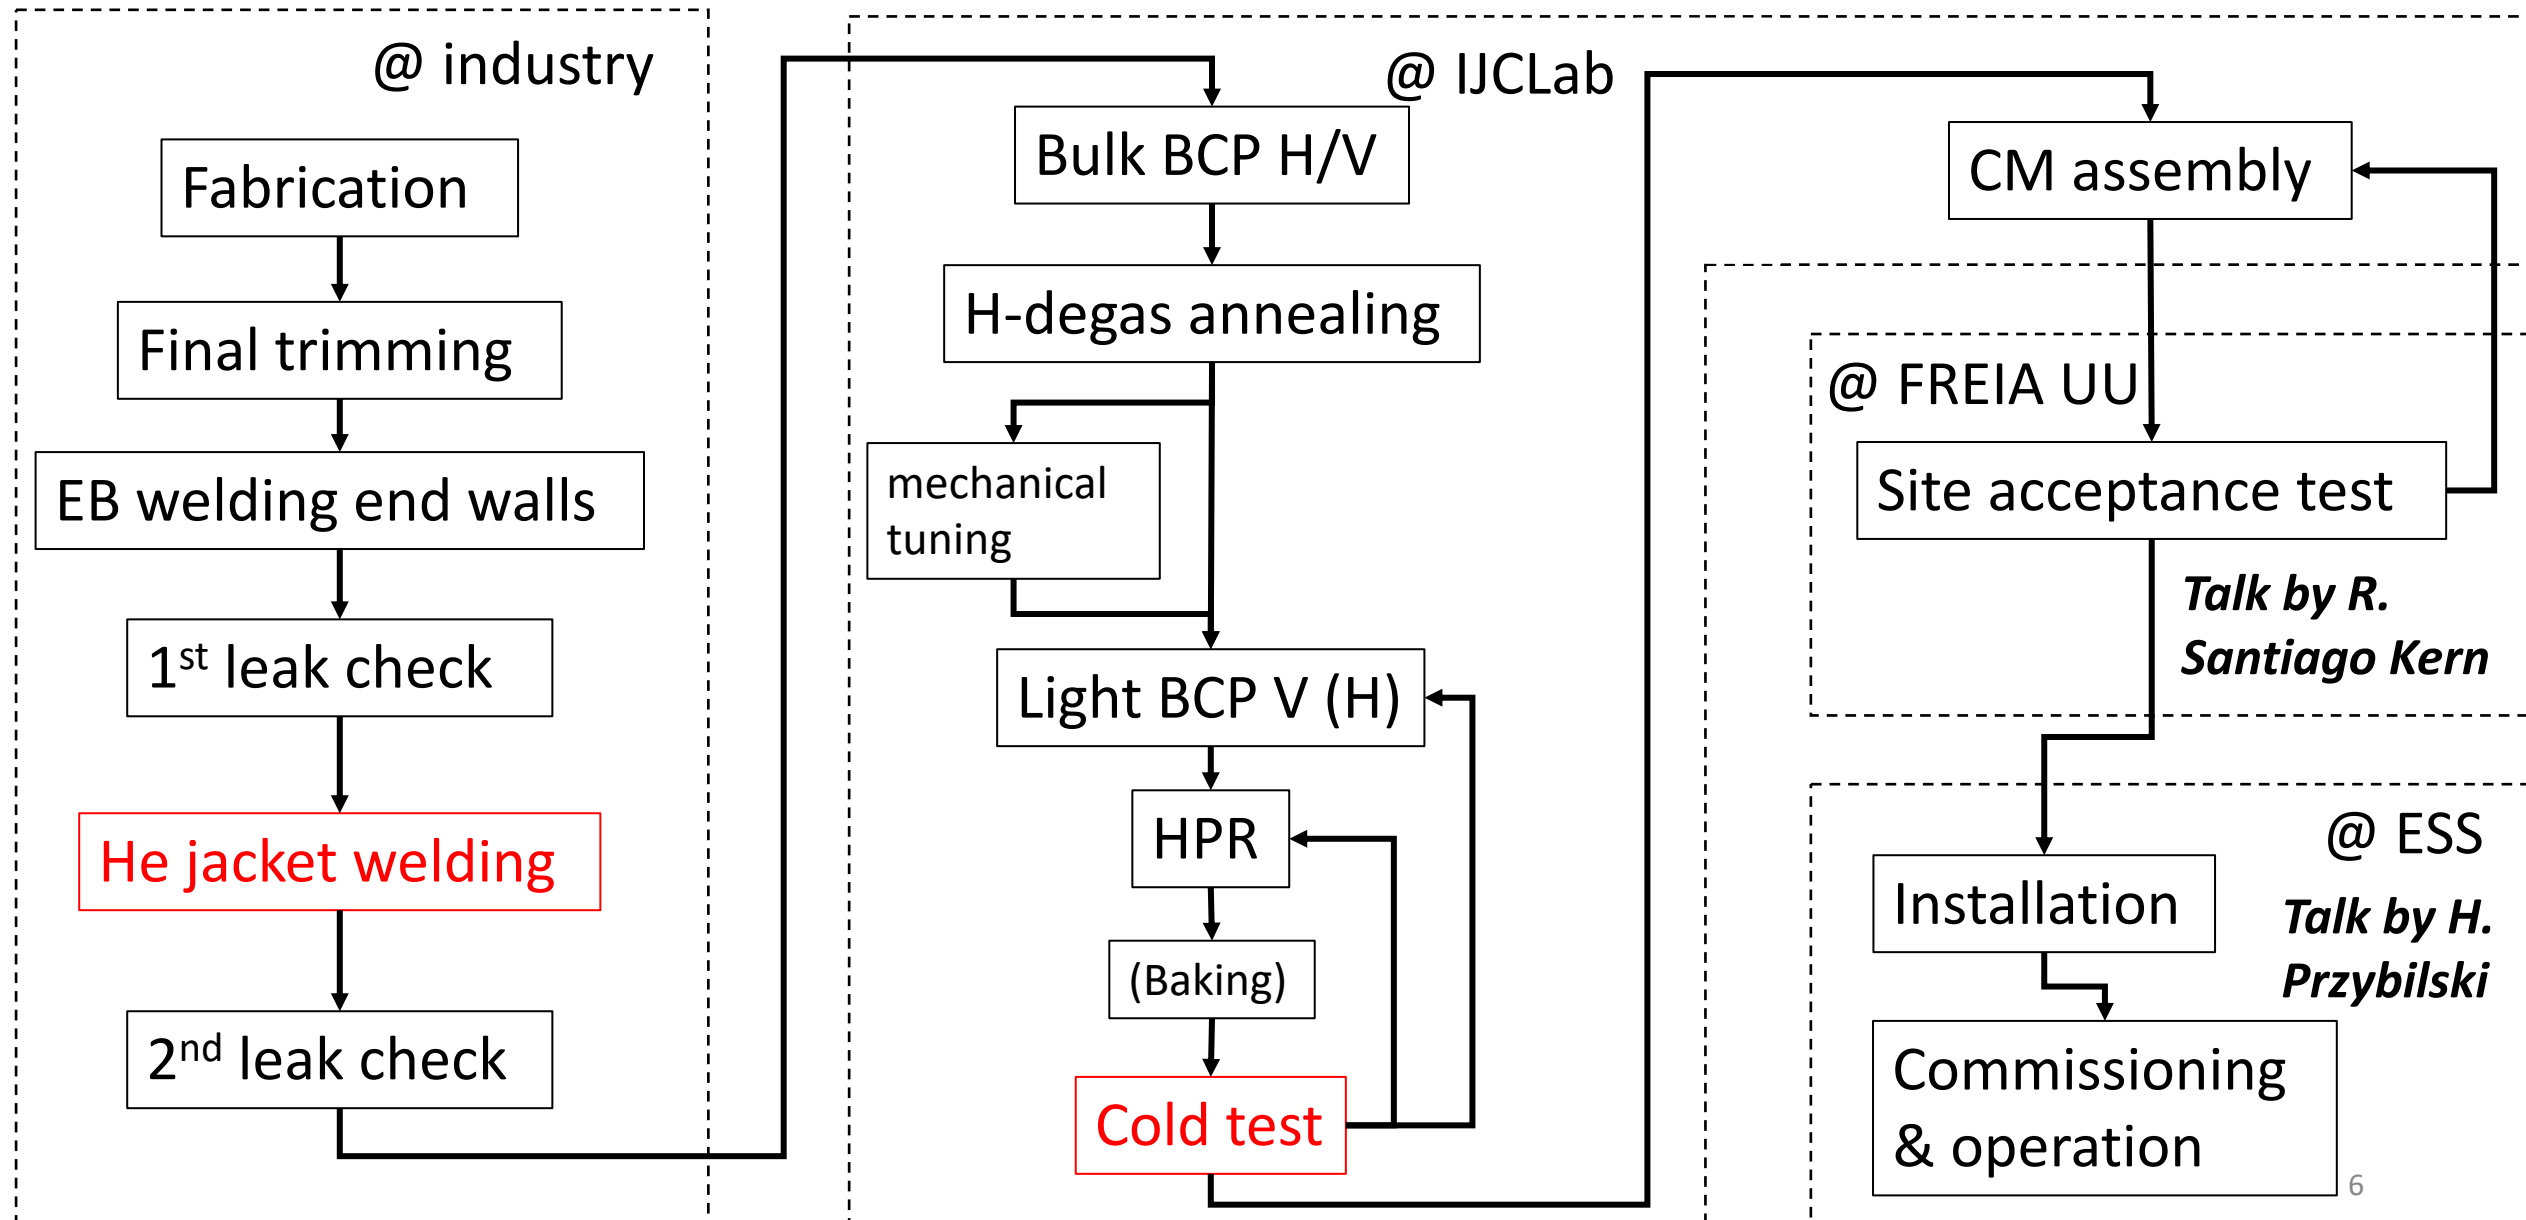 @ industry
Fabrication
Final trimming
EB welding end walls
1st leak check
He jacket welding
2nd leak check
@ IJCLab
Bulk BCP H/V
H-degas annealing
mechanical
tuning
Light BCP V (H)
HPR
(Baking)
Cold test
CM assembly
@ FREIA UU
Site acceptance test
Talk by R.
Santiago Kern
@ ESS
Installation
Talk by H.
Przybilski
Commissioning
& operation
6